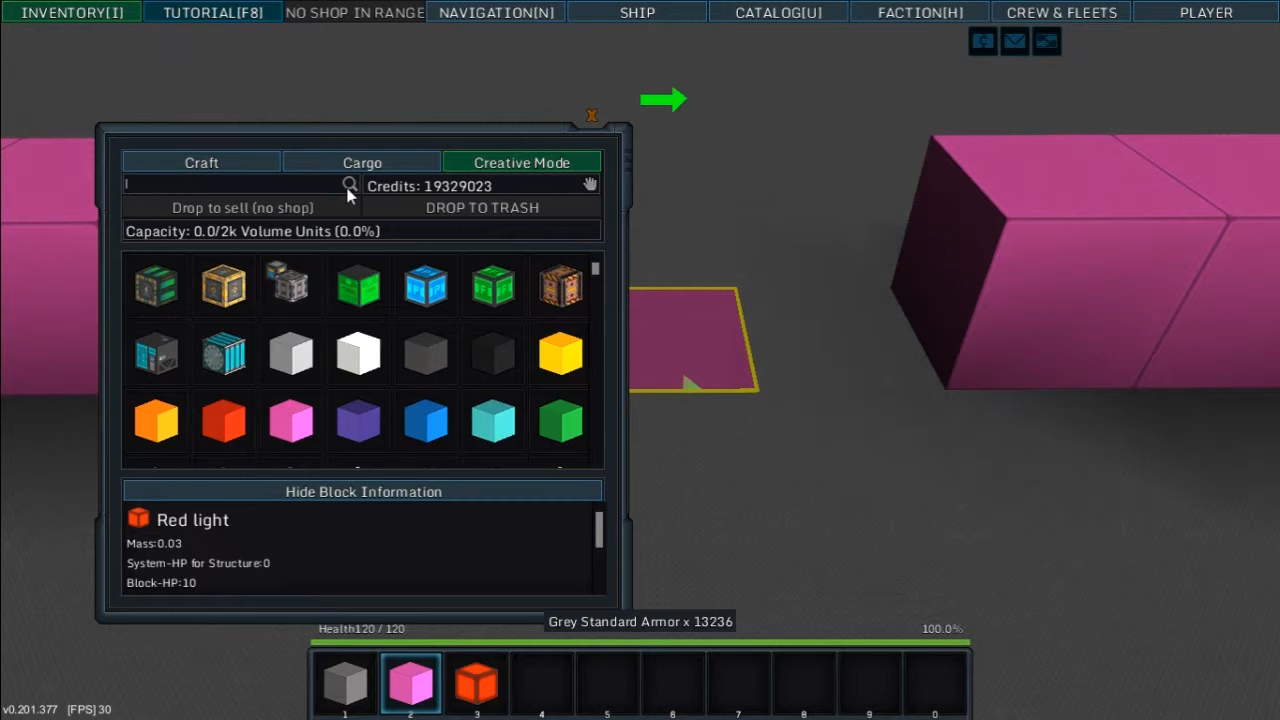 INVENTORY[I]
TUTORIAL[F8]
NO SHOP IN RANGE
NAVIGATION[N]
SHIP
CATALOG[U]
FACTION[H]
CREW & FLEETS
PLAYER
X
Craft
Cargo
Creative Mode
Credits: 19329023
Drop to sell (no shop)
DROP TO TRASH
Capacity: 0.0/2k Volume Units (0.0%)
Hide Block Information
Red light
Mass:0.03
System-HP for Structure:0
Block-HP:10
Grey Standard Armor x 13236
Health120 / 120
100.0%
1
2
3
4
5
6
7
8
9
0
v0.201.377 [FPS] 30